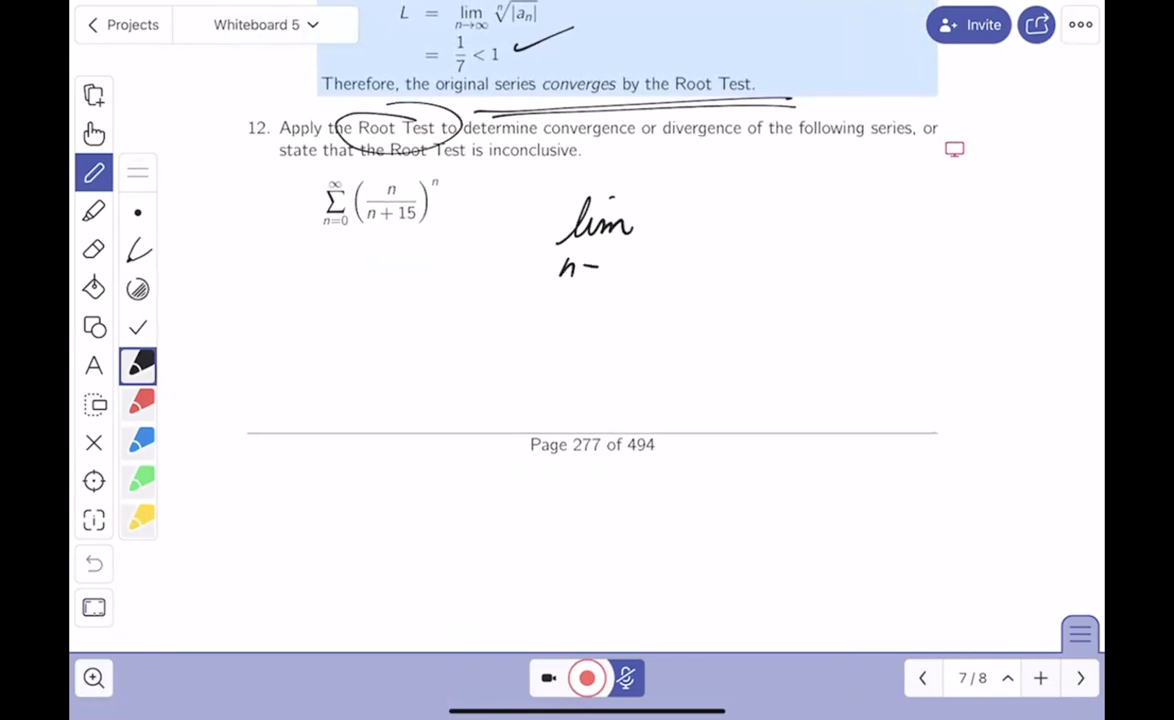 Projects
Whiteboard 5
Invite
L = lim n→∞ ⁿ√|aₙ|
= 1/7 < 1
Therefore, the original series converges by the Root Test.
12. Apply the Root Test to determine convergence or divergence of the following series, or
state that the Root Test is inconclusive.
∞∑n=0 (n/(n + 15))ⁿ
lim
n –
A
Page 277 of 494
7/8